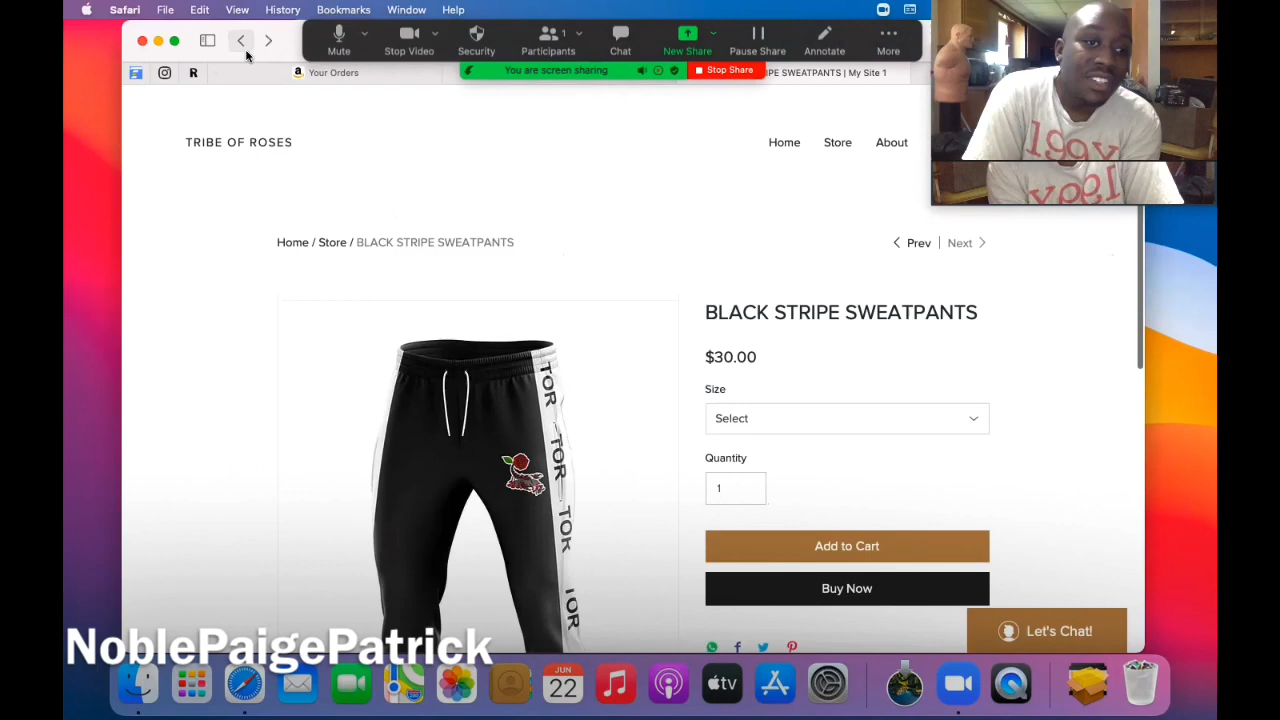 Safari File Edit View History Bookmarks Window Help
Mute Stop Video Security Participants 1 Chat New Share Pause Share Annotate More
You are screen sharing Stop Share
R Your Orders PE SWEATPANTS | My Site 1
TRIBE OF ROSES Home Store About
Home / Store / BLACK STRIPE SWEATPANTS Prev | Next
BLACK STRIPE SWEATPANTS
$30.00
Size
Select
Quantity
1
Add to Cart
Buy Now
Let's Chat!
TOR
TOR
TOR
TOR
NoblePaigePatrick
JUN
22
tv